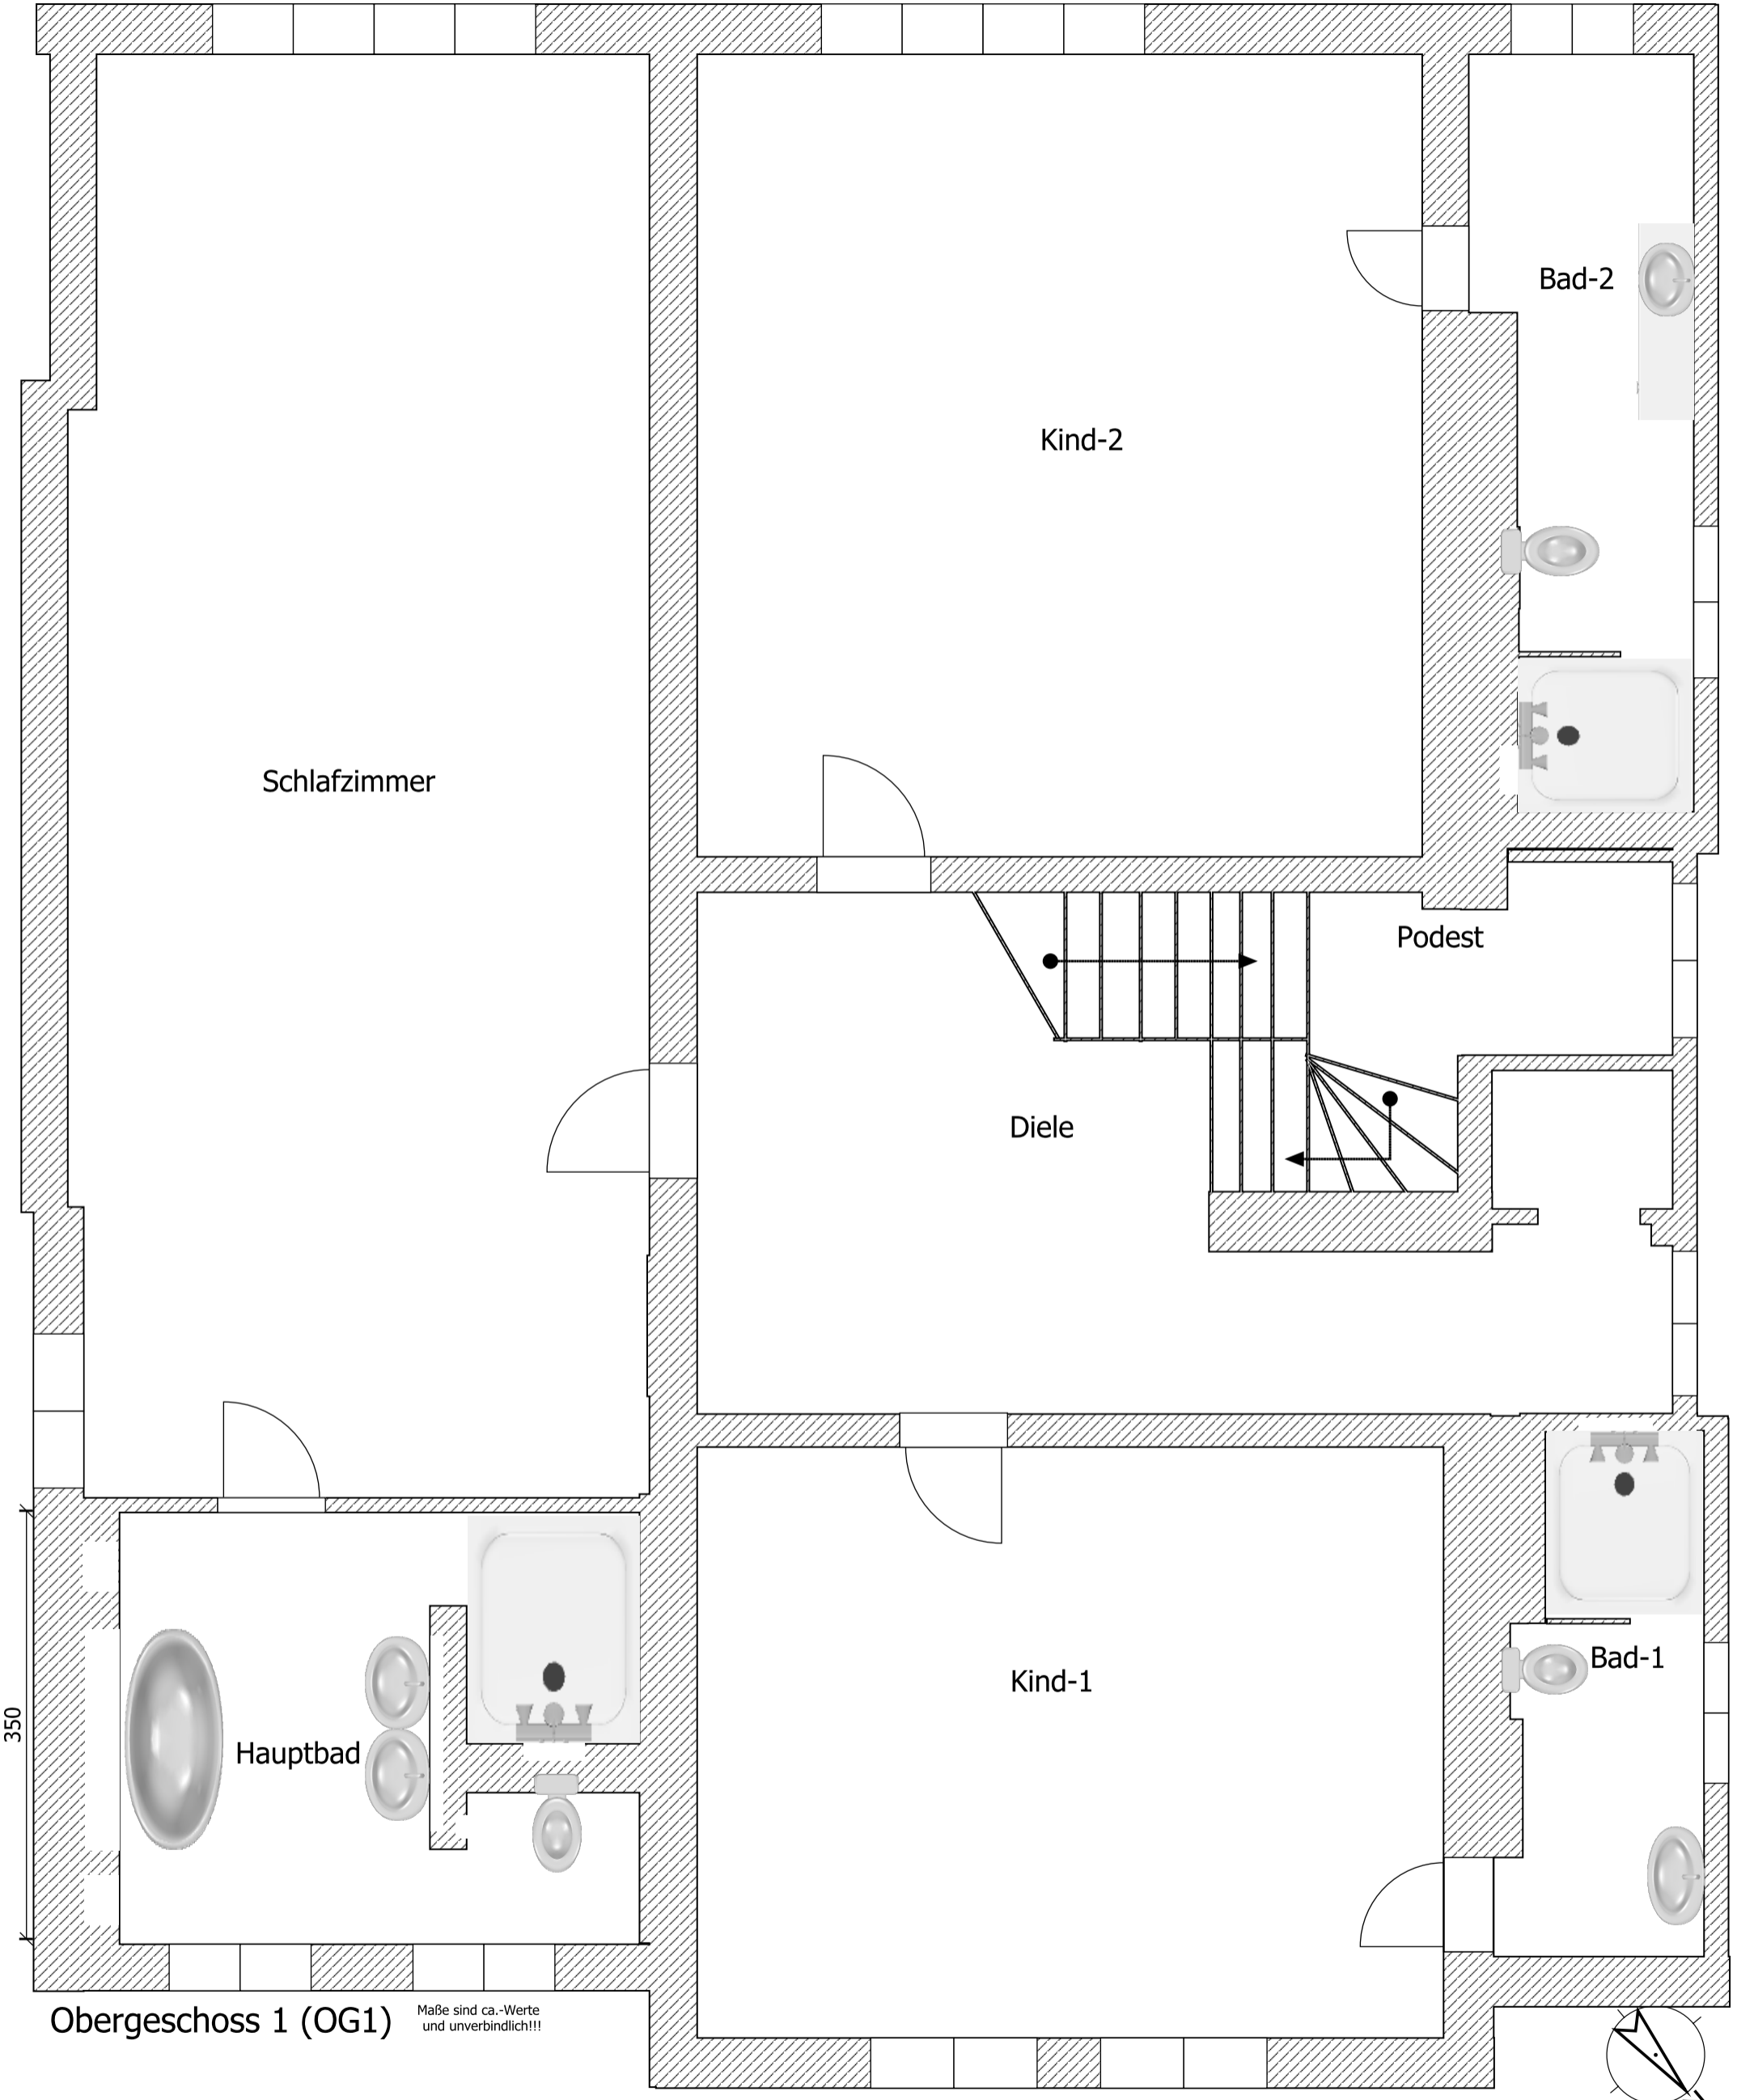 Bad-2
Kind-2
Schlafzimmer
Podest
Diele
Bad-1
Kind-1
350
Hauptbad
Obergeschoss 1 (OG1)
Maße sind ca.-Werte
und unverbindlich!!!